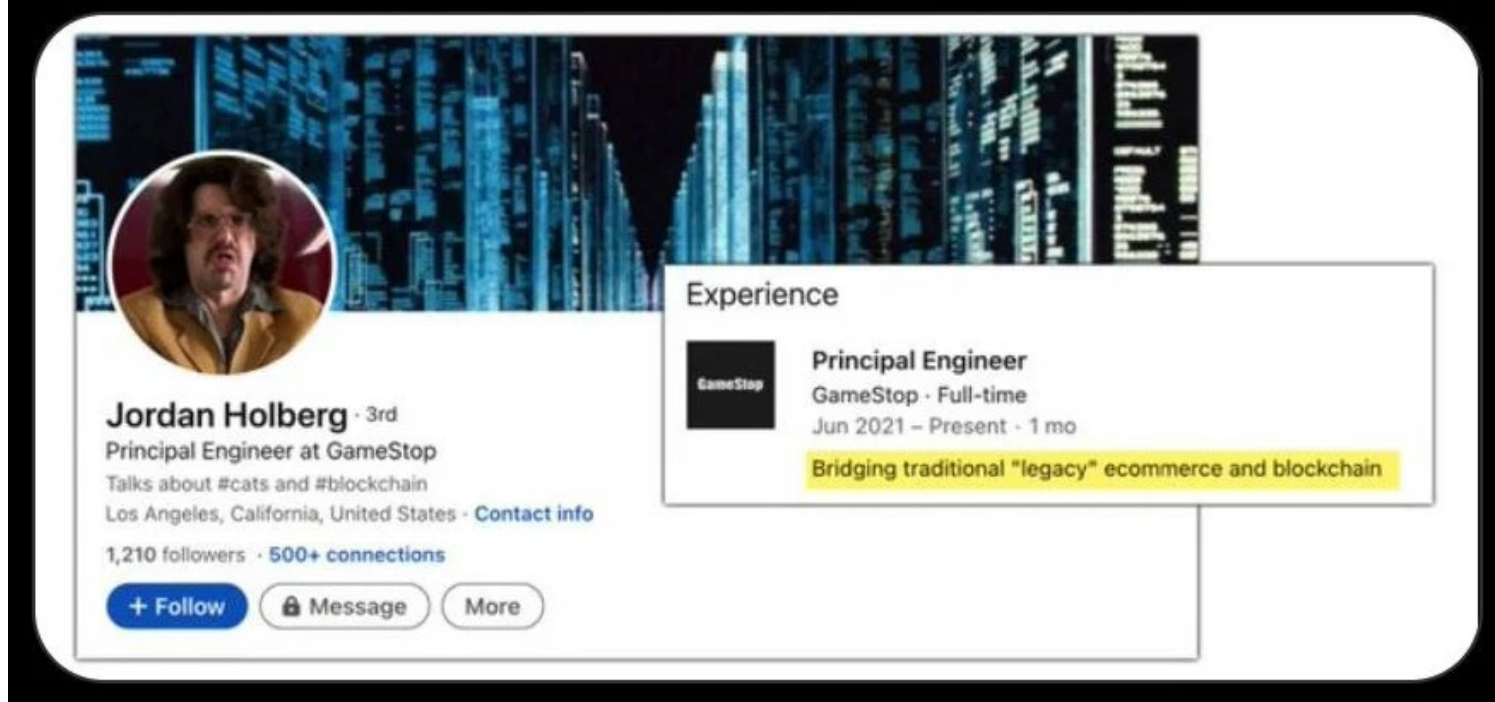 Jordan Holberg · 3rd
Principal Engineer at GameStop
Talks about #cats and #blockchain
Los Angeles, California, United States · Contact info
1,210 followers · 500+ connections
+ Follow
Message
More
Experience
GameStop
Principal Engineer
GameStop · Full-time
Jun 2021 – Present · 1 mo
Bridging traditional "legacy" ecommerce and blockchain